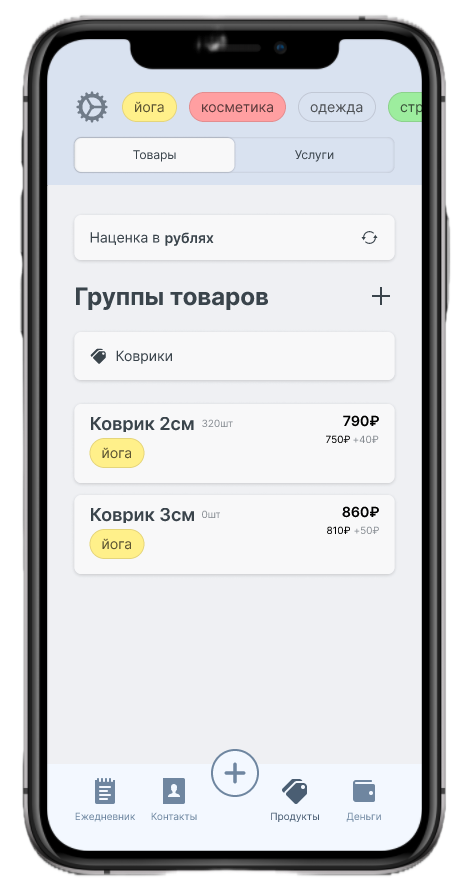 йога косметика одежда стр
Товары Услуги
Наценка в рублях
Группы товаров
Коврики
Коврик 2см 320шт 790₽
750₽ +40₽
йога
Коврик 3см 0шт 860₽
810₽ +50₽
йога
Ежедневник Контакты Продукты Деньги